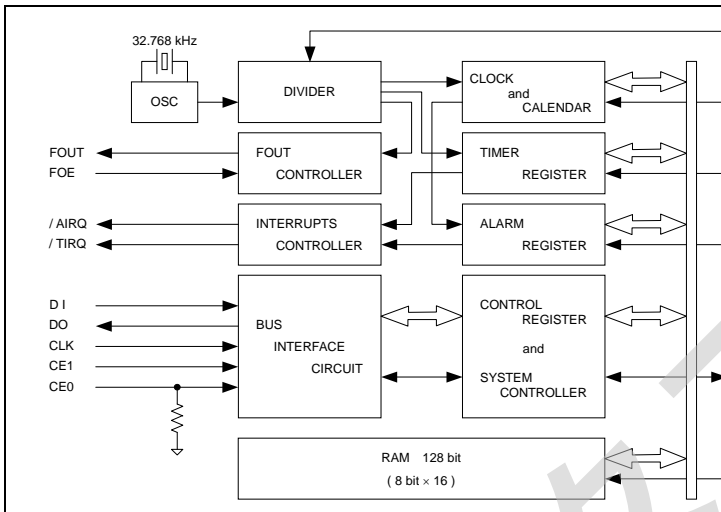 32.768 kHz
OSC
DIVIDER
CLOCK
and
CALENDAR
FOUT
FOE
FOUT
CONTROLLER
TIMER
REGISTER
/ AIRQ
/ TIRQ
INTERRUPTS
CONTROLLER
ALARM
REGISTER
D I
DO
CLK
CE1
CE0
BUS
INTERFACE
CIRCUIT
CONTROL
REGISTER
and
SYSTEM
CONTROLLER
RAM 128 bit
( 8 bit × 16 )